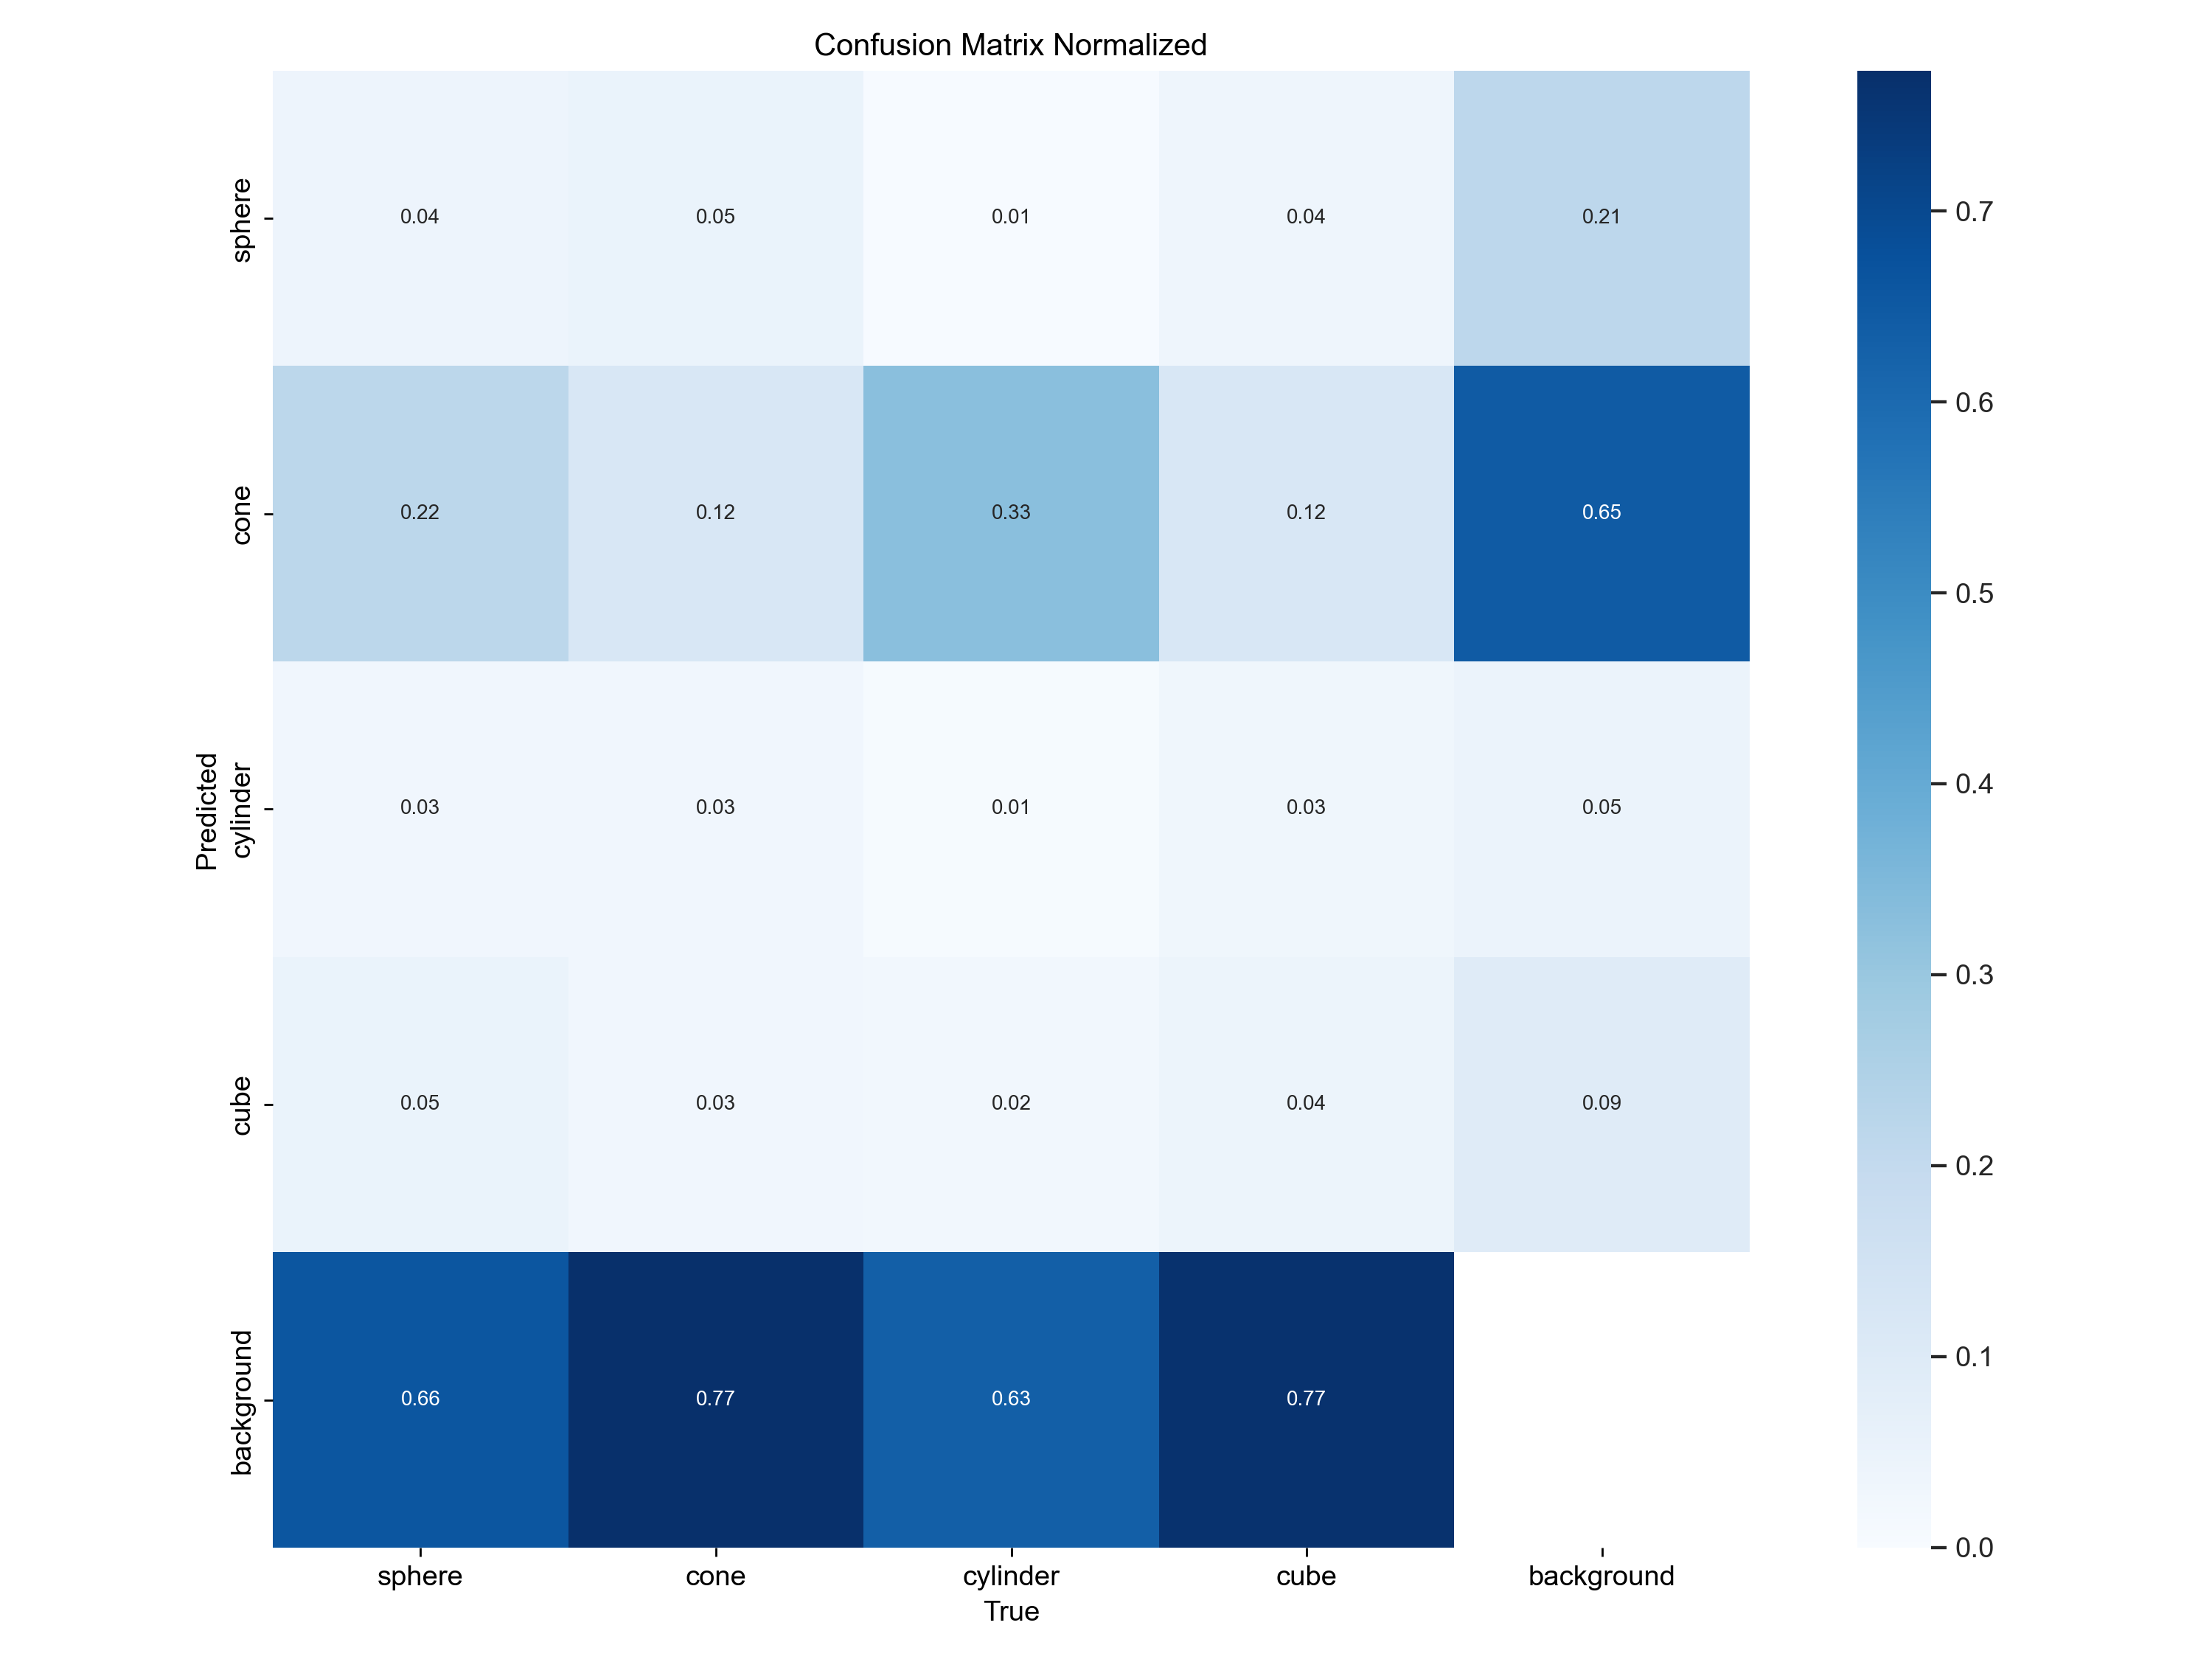 Confusion Matrix Normalized
sphere
0.04 0.05 0.01 0.04 0.21
cone
0.22 0.12 0.33 0.12 0.65
Predicted
cylinder
0.03 0.03 0.01 0.03 0.05
cube
0.05 0.03 0.02 0.04 0.09
background
0.66 0.77 0.63 0.77
sphere cone cylinder cube background
True
0.7
0.6
0.5
0.4
0.3
0.2
0.1
0.0